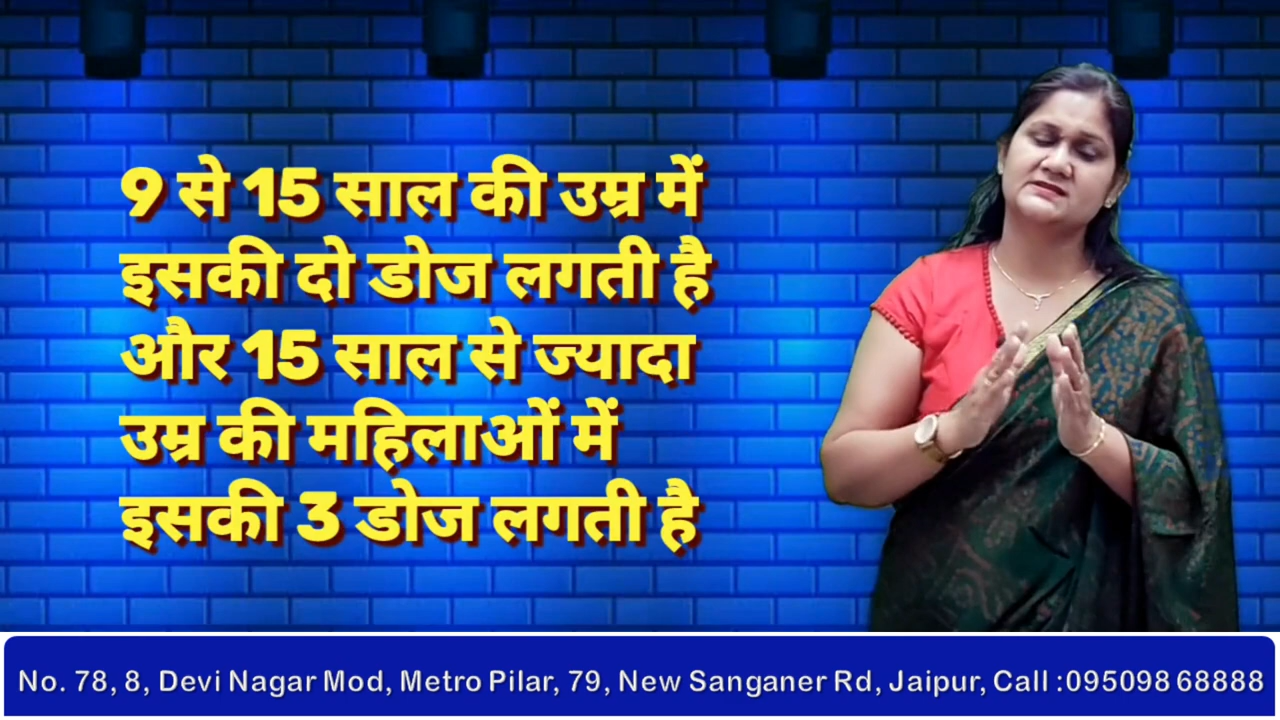 9 से 15 साल की उम्र में
इसकी दो डोज लगती है
और 15 साल से ज्यादा
उम्र की महिलाओं में
इसकी 3 डोज लगती है
No. 78, 8, Devi Nagar Mod, Metro Pilar, 79, New Sanganer Rd, Jaipur, Call :095098 68888